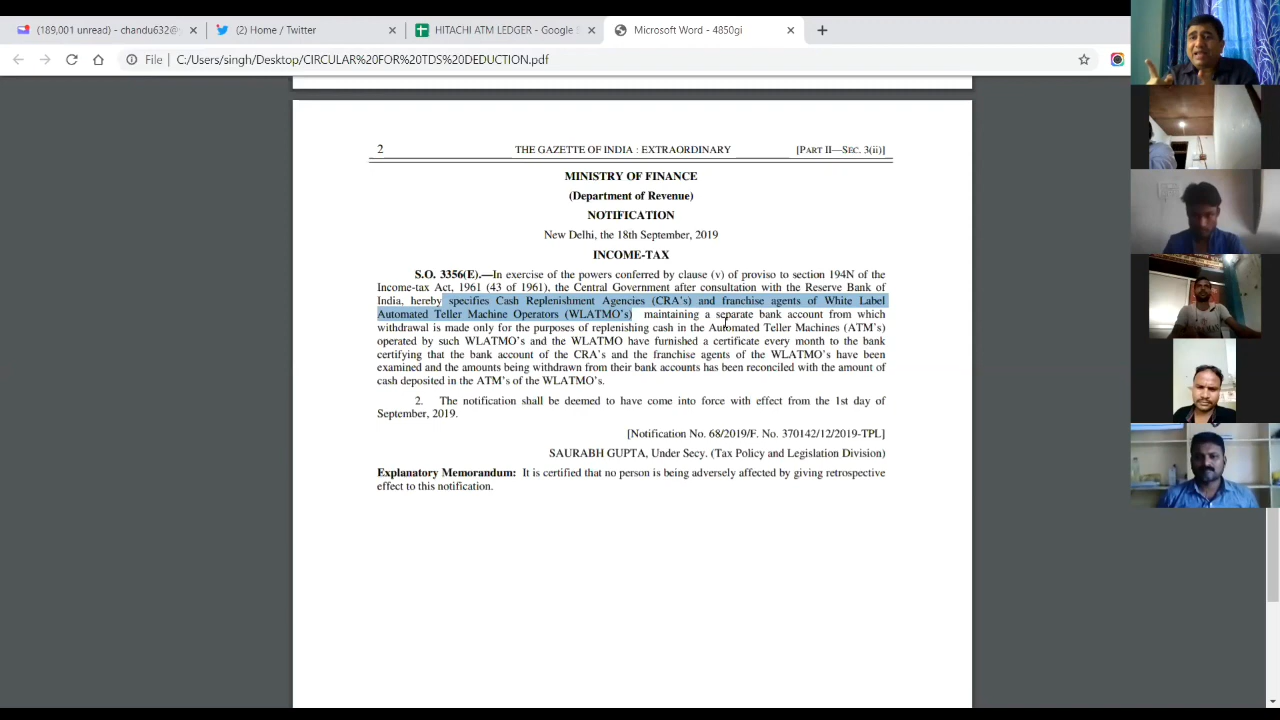 (189,001 unread) - chandu632@
(2) Home / Twitter
HITACHI ATM LEDGER - Google S
Microsoft Word - 4850gi
File
C:/Users/singh/Desktop/CIRCULAR%20FOR%20TDS%20DEDUCTION.pdf
2
THE GAZETTE OF INDIA : EXTRAORDINARY
[PART II—SEC. 3(ii)]
MINISTRY OF FINANCE
(Department of Revenue)
NOTIFICATION
New Delhi, the 18th September, 2019
INCOME-TAX
S.O. 3356(E).—In exercise of the powers conferred by clause (v) of proviso to section 194N of the
Income-tax Act, 1961 (43 of 1961), the Central Government after consultation with the Reserve Bank of
India, hereby specifies Cash Replenishment Agencies (CRA's) and franchise agents of White Label
Automated Teller Machine Operators (WLATMO's) maintaining a separate bank account from which
withdrawal is made only for the purposes of replenishing cash in the Automated Teller Machines (ATM's)
operated by such WLATMO's and the WLATMO have furnished a certificate every month to the bank
certifying that the bank account of the CRA's and the franchise agents of the WLATMO's have been
examined and the amounts being withdrawn from their bank accounts has been reconciled with the amount of
cash deposited in the ATM's of the WLATMO's.
2. The notification shall be deemed to have come into force with effect from the 1st day of
September, 2019.
[Notification No. 68/2019/F. No. 370142/12/2019-TPL]
SAURABH GUPTA, Under Secy. (Tax Policy and Legislation Division)
Explanatory Memorandum: It is certified that no person is being adversely affected by giving retrospective
effect to this notification.